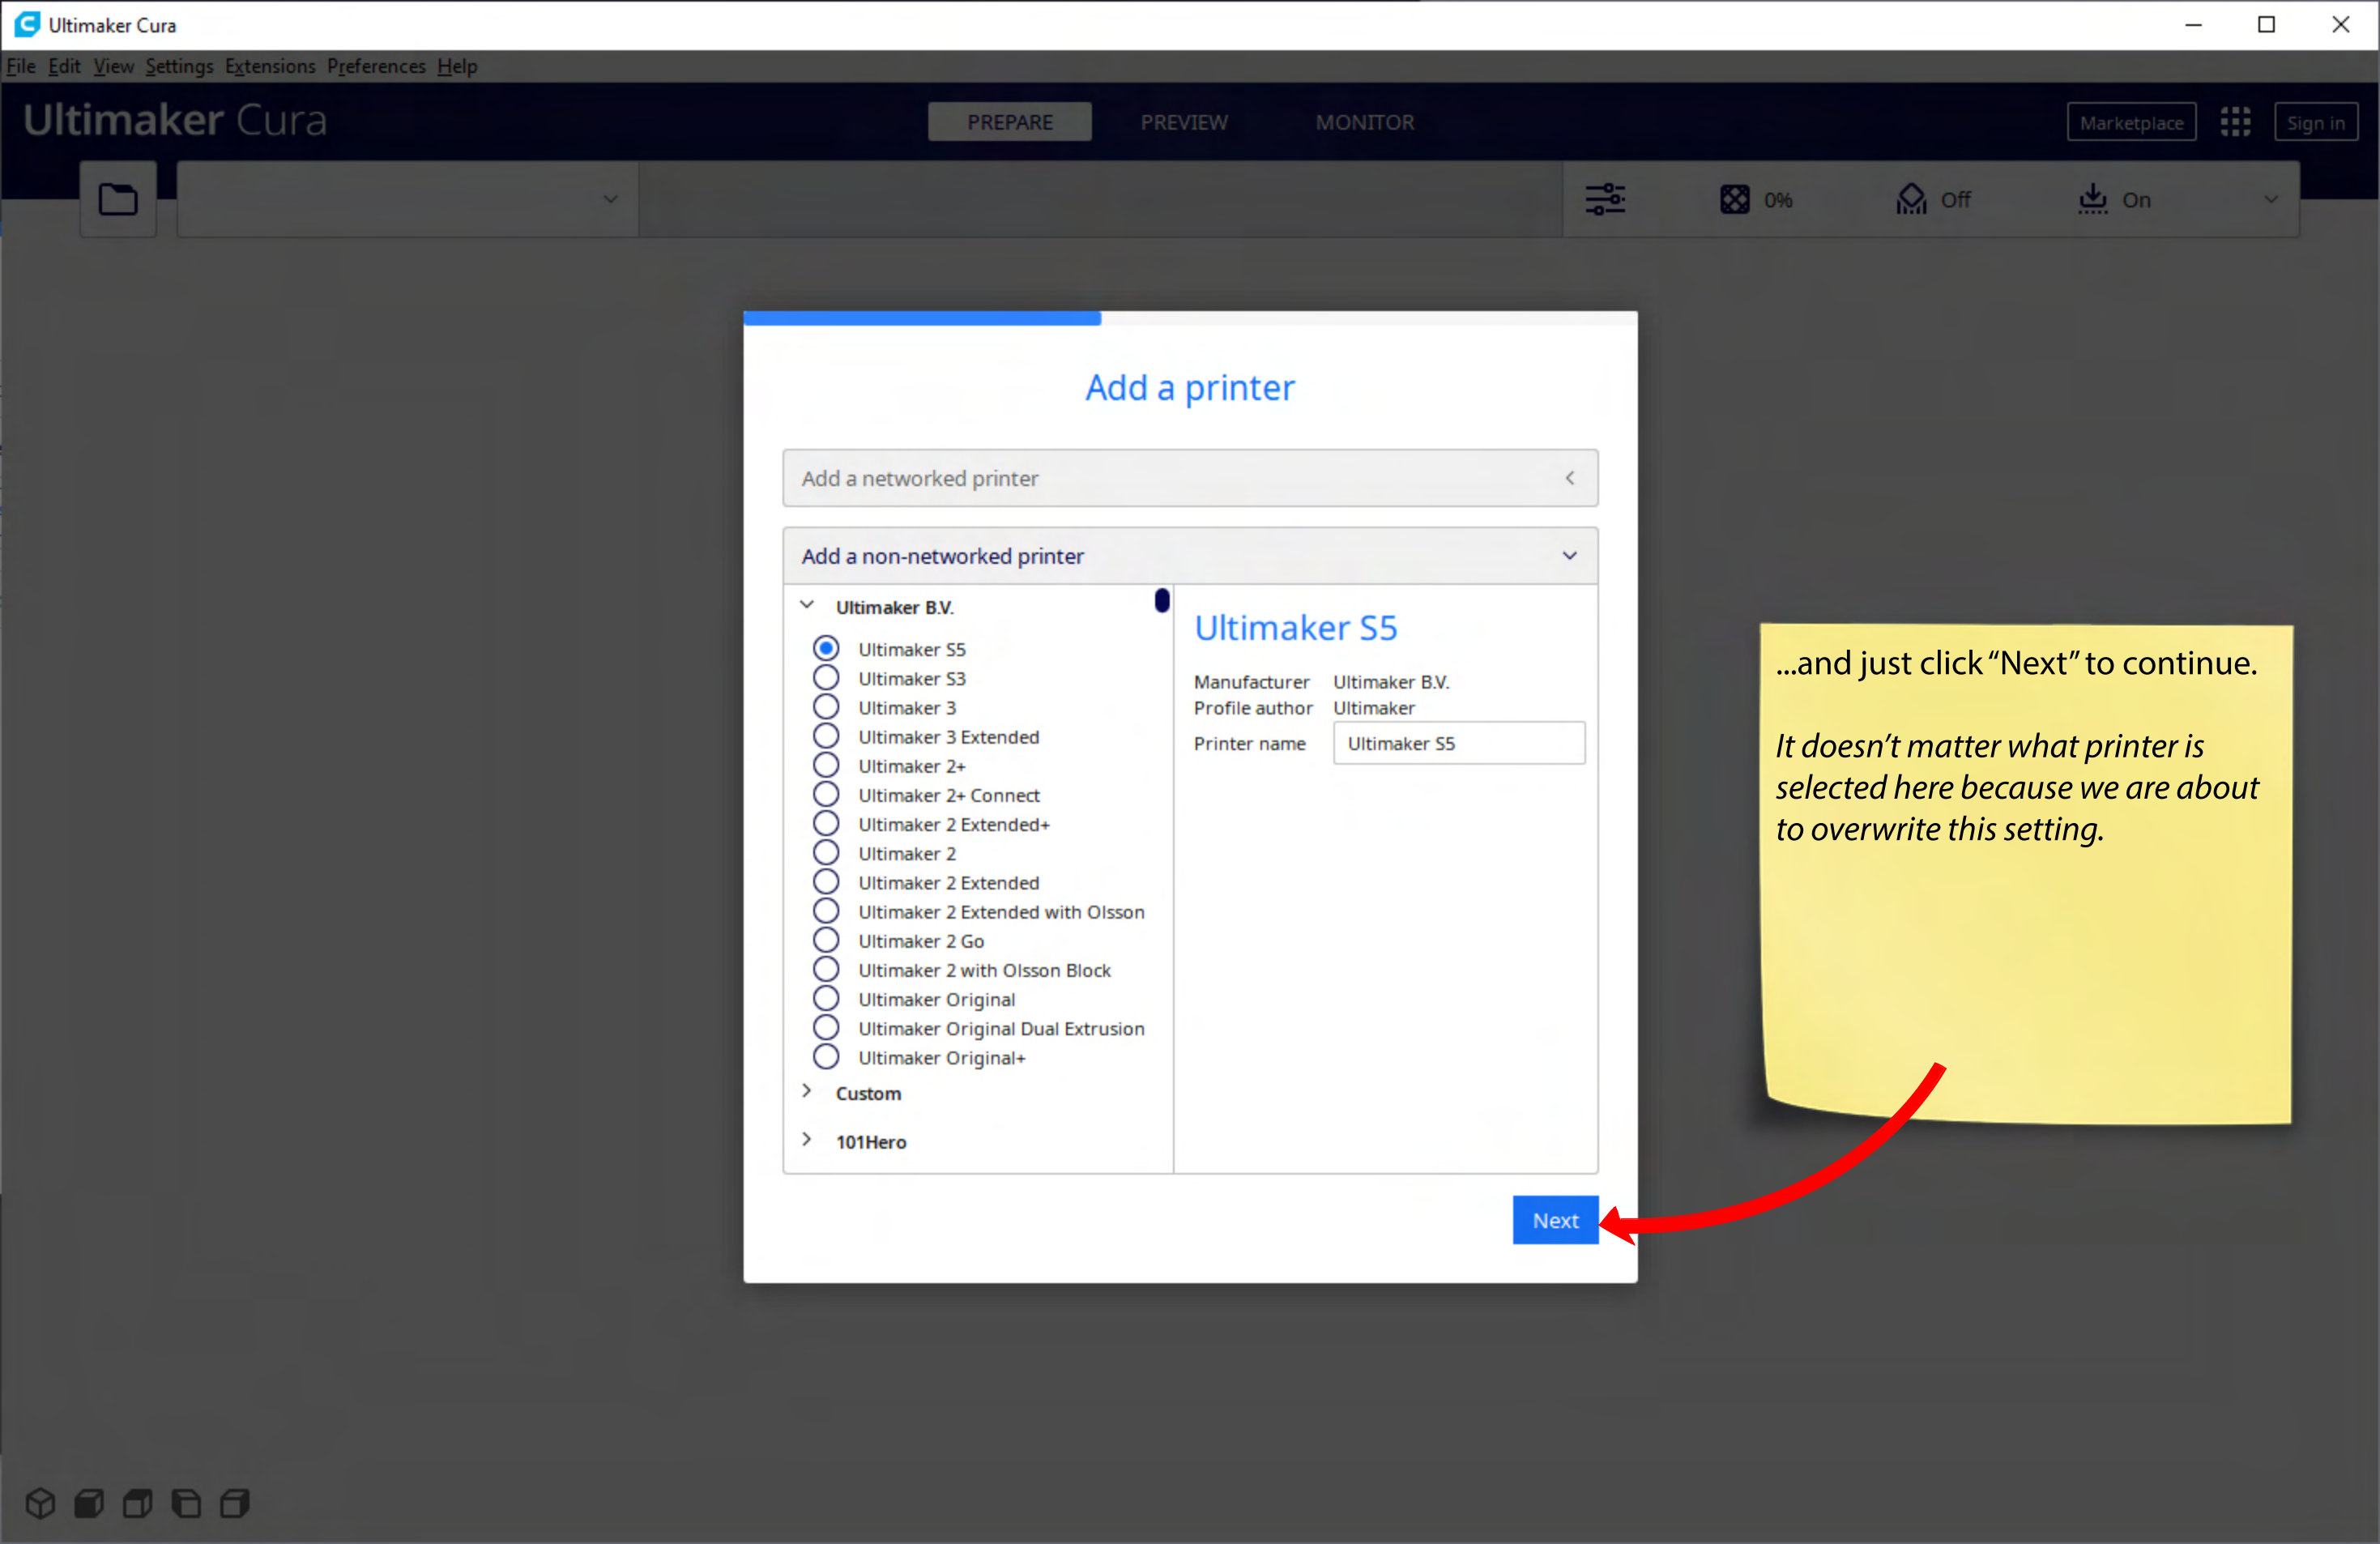 Ultimaker Cura
File Edit View Settings Extensions Preferences Help
Ultimaker Cura
PREPARE PREVIEW MONITOR
Marketplace Sign in
0% Off On
Add a printer
Add a networked printer
Add a non-networked printer
Ultimaker B.V.
Ultimaker S5
Ultimaker S3
Ultimaker 3
Ultimaker 3 Extended
Ultimaker 2+
Ultimaker 2+ Connect
Ultimaker 2 Extended+
Ultimaker 2
Ultimaker 2 Extended
Ultimaker 2 Extended with Olsson
Ultimaker 2 Go
Ultimaker 2 with Olsson Block
Ultimaker Original
Ultimaker Original Dual Extrusion
Ultimaker Original+
Custom
101Hero
Ultimaker S5
Manufacturer Ultimaker B.V.
Profile author Ultimaker
Printer name Ultimaker S5
Next
...and just click “Next” to continue.
It doesn’t matter what printer is
selected here because we are about
to overwrite this setting.